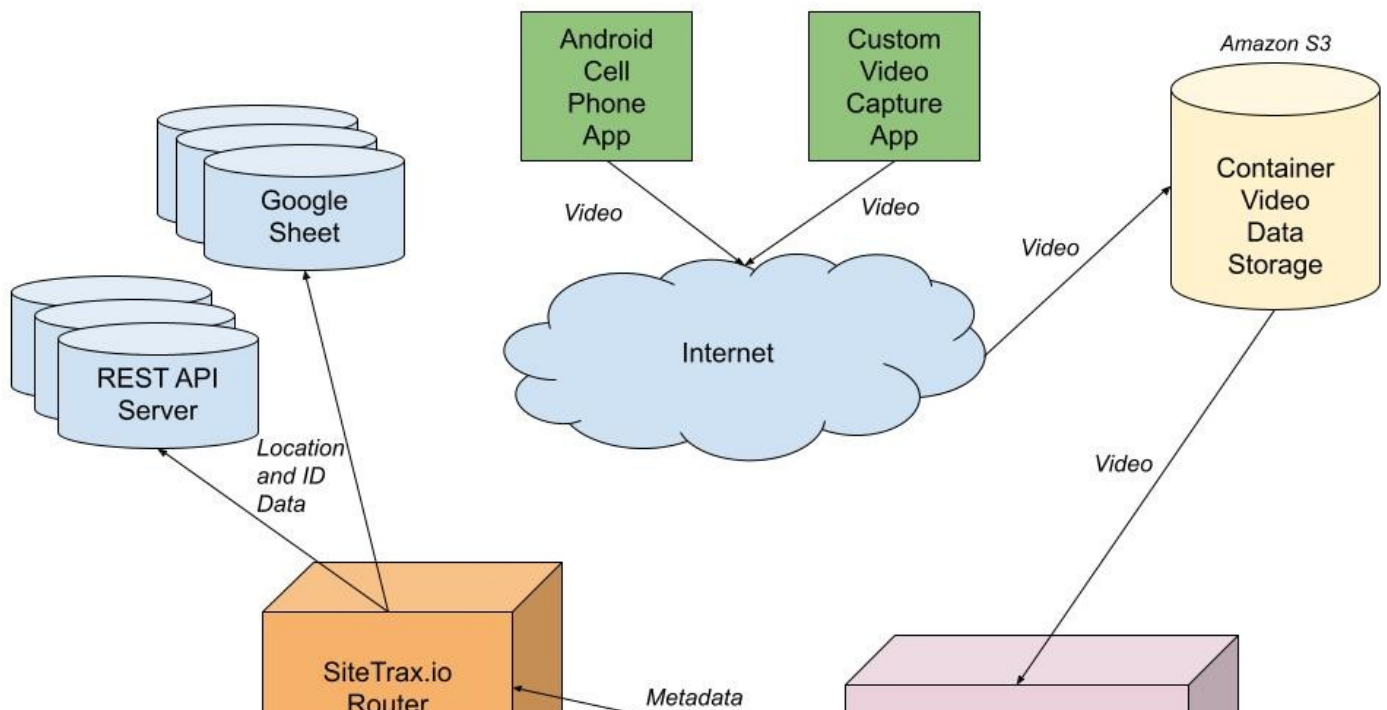 Android
Cell
Phone
App
Custom
Video
Capture
App
Amazon S3
Container
Video
Data
Storage
Google
Sheet
Video
Video
Video
Internet
REST API
Server
Location
and ID
Data
Video
SiteTrax.io
Router
Metadata